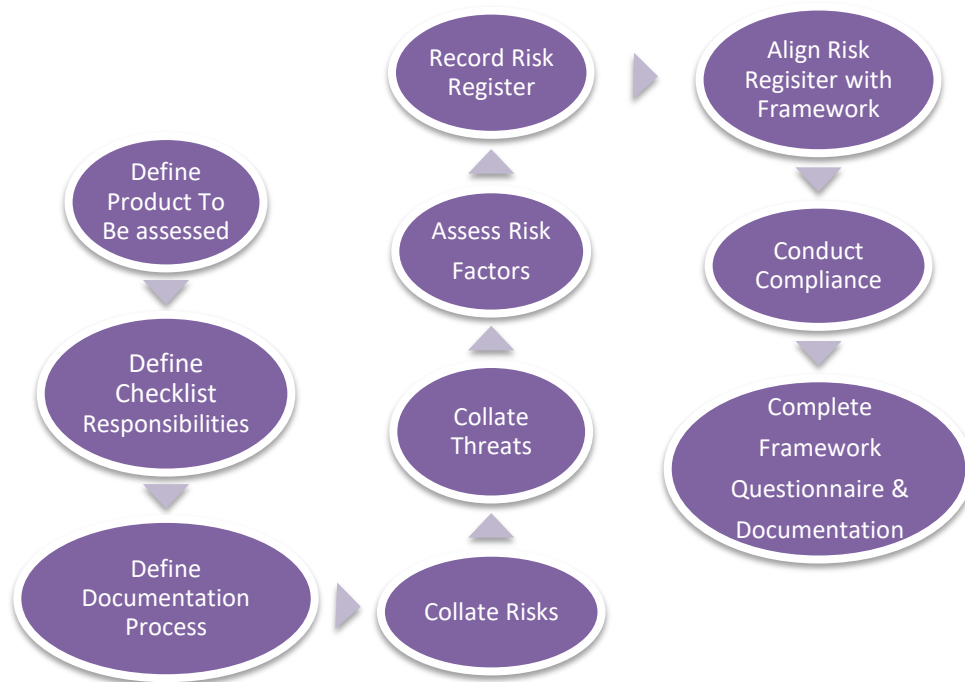 Define
Product To
Be assessed
Define
Checklist
Responsibilities
Define
Documentation
Process
Collate Risks
Collate
Threats
Assess Risk
Factors
Record Risk
Register
Align Risk
Regisiter with
Framework
Conduct
Compliance
Complete
Framework
Questionnaire &
Documentation